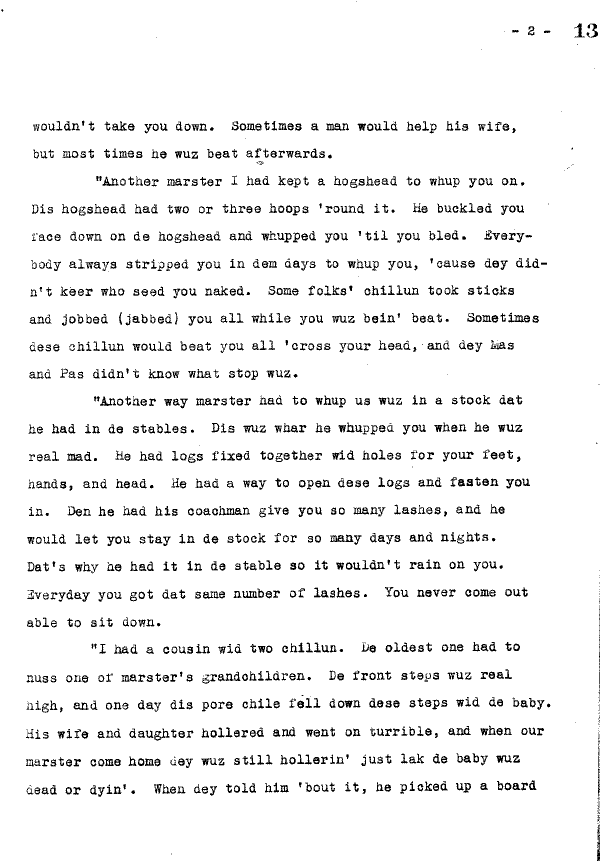 - 2 - 13
wouldn't take you down. Sometimes a man would help his wife,
but most times he wuz beat afterwards.
"Another marster I had kept a hogshead to whup you on.
Dis hogshead had two or three hoops 'round it. He buckled you
face down on de hogshead and whupped you 'til you bled. Every-
body always stripped you in dem days to whup you, 'cause dey did-
n't keer who seed you naked. Some folks' chillun took sticks
and jobbed (jabbed) you all while you wuz bein' beat. Sometimes
dese chillun would beat you all 'cross your head, and dey Mas
and Pas didn't know what stop wuz.
"Another way marster had to whup us wuz in a stock dat
he had in de stables. Dis wuz whar he whupped you when he wuz
real mad. He had logs fixed together wid holes for your feet,
hands, and head. He had a way to open dese logs and fasten you
in. Den he had his coachman give you so many lashes, and he
would let you stay in de stock for so many days and nights.
Dat's why he had it in de stable so it wouldn't rain on you.
Everyday you got dat same number of lashes. You never come out
able to sit down.
"I had a cousin wid two chillun. De oldest one had to
nuss one of marster's grandchildren. De front steps wuz real
high, and one day dis pore chile fell down dese steps wid de baby.
His wife and daughter hollered and went on turrible, and when our
marster come home dey wuz still hollerin' just lak de baby wuz
dead or dyin'. When dey told him 'bout it, he picked up a board